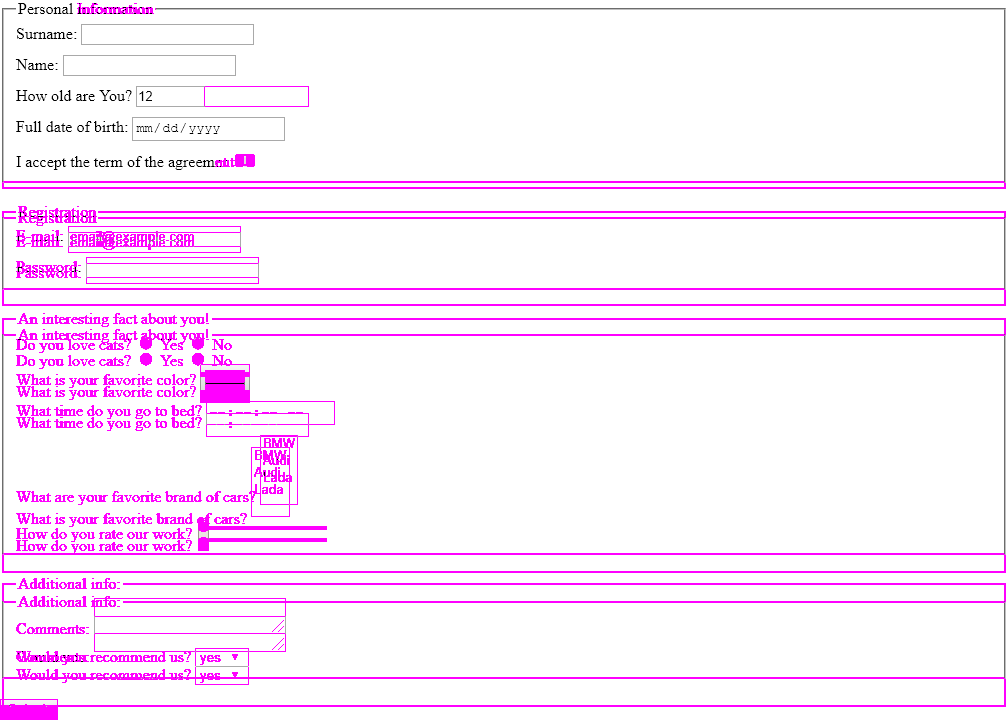 Personal Information
Surname:
Name:
How old are You? 12
Full date of birth: mm/dd/yyyy
I accept the term of the agreement
Registration
Registration
E-mail: email@example.com
E-mail: email@example.com
Password:
Password:
An interesting fact about you!
An interesting fact about you!
Do you love cats? Yes No
Do you love cats? Yes No
What is your favorite color?
What is your favorite color?
What time do you go to bed? --:--:-- --
What time do you go to bed?
BMW
BMW
Audi
Audi
Lada
Lada
What are your favorite brand of cars?
What is your favorite brand of cars?
How do you rate our work?
How do you rate our work?
Additional info:
Additional info:
Comments:
Would you recommend us? yes
Would you recommend us? yes